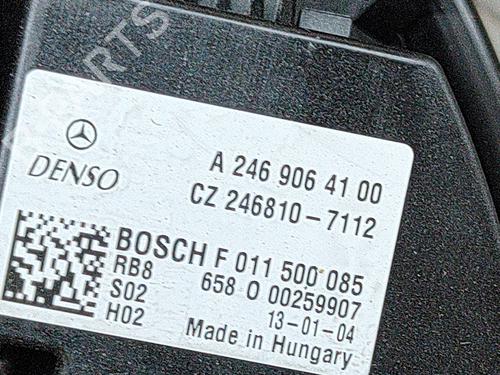 PARTS
DENSO
A 246 906 41 00
CZ 246810-7112
BOSCH F 011 500 085
RB8
658 0 00259907
S02
13-01-04
H02
Made in Hungary